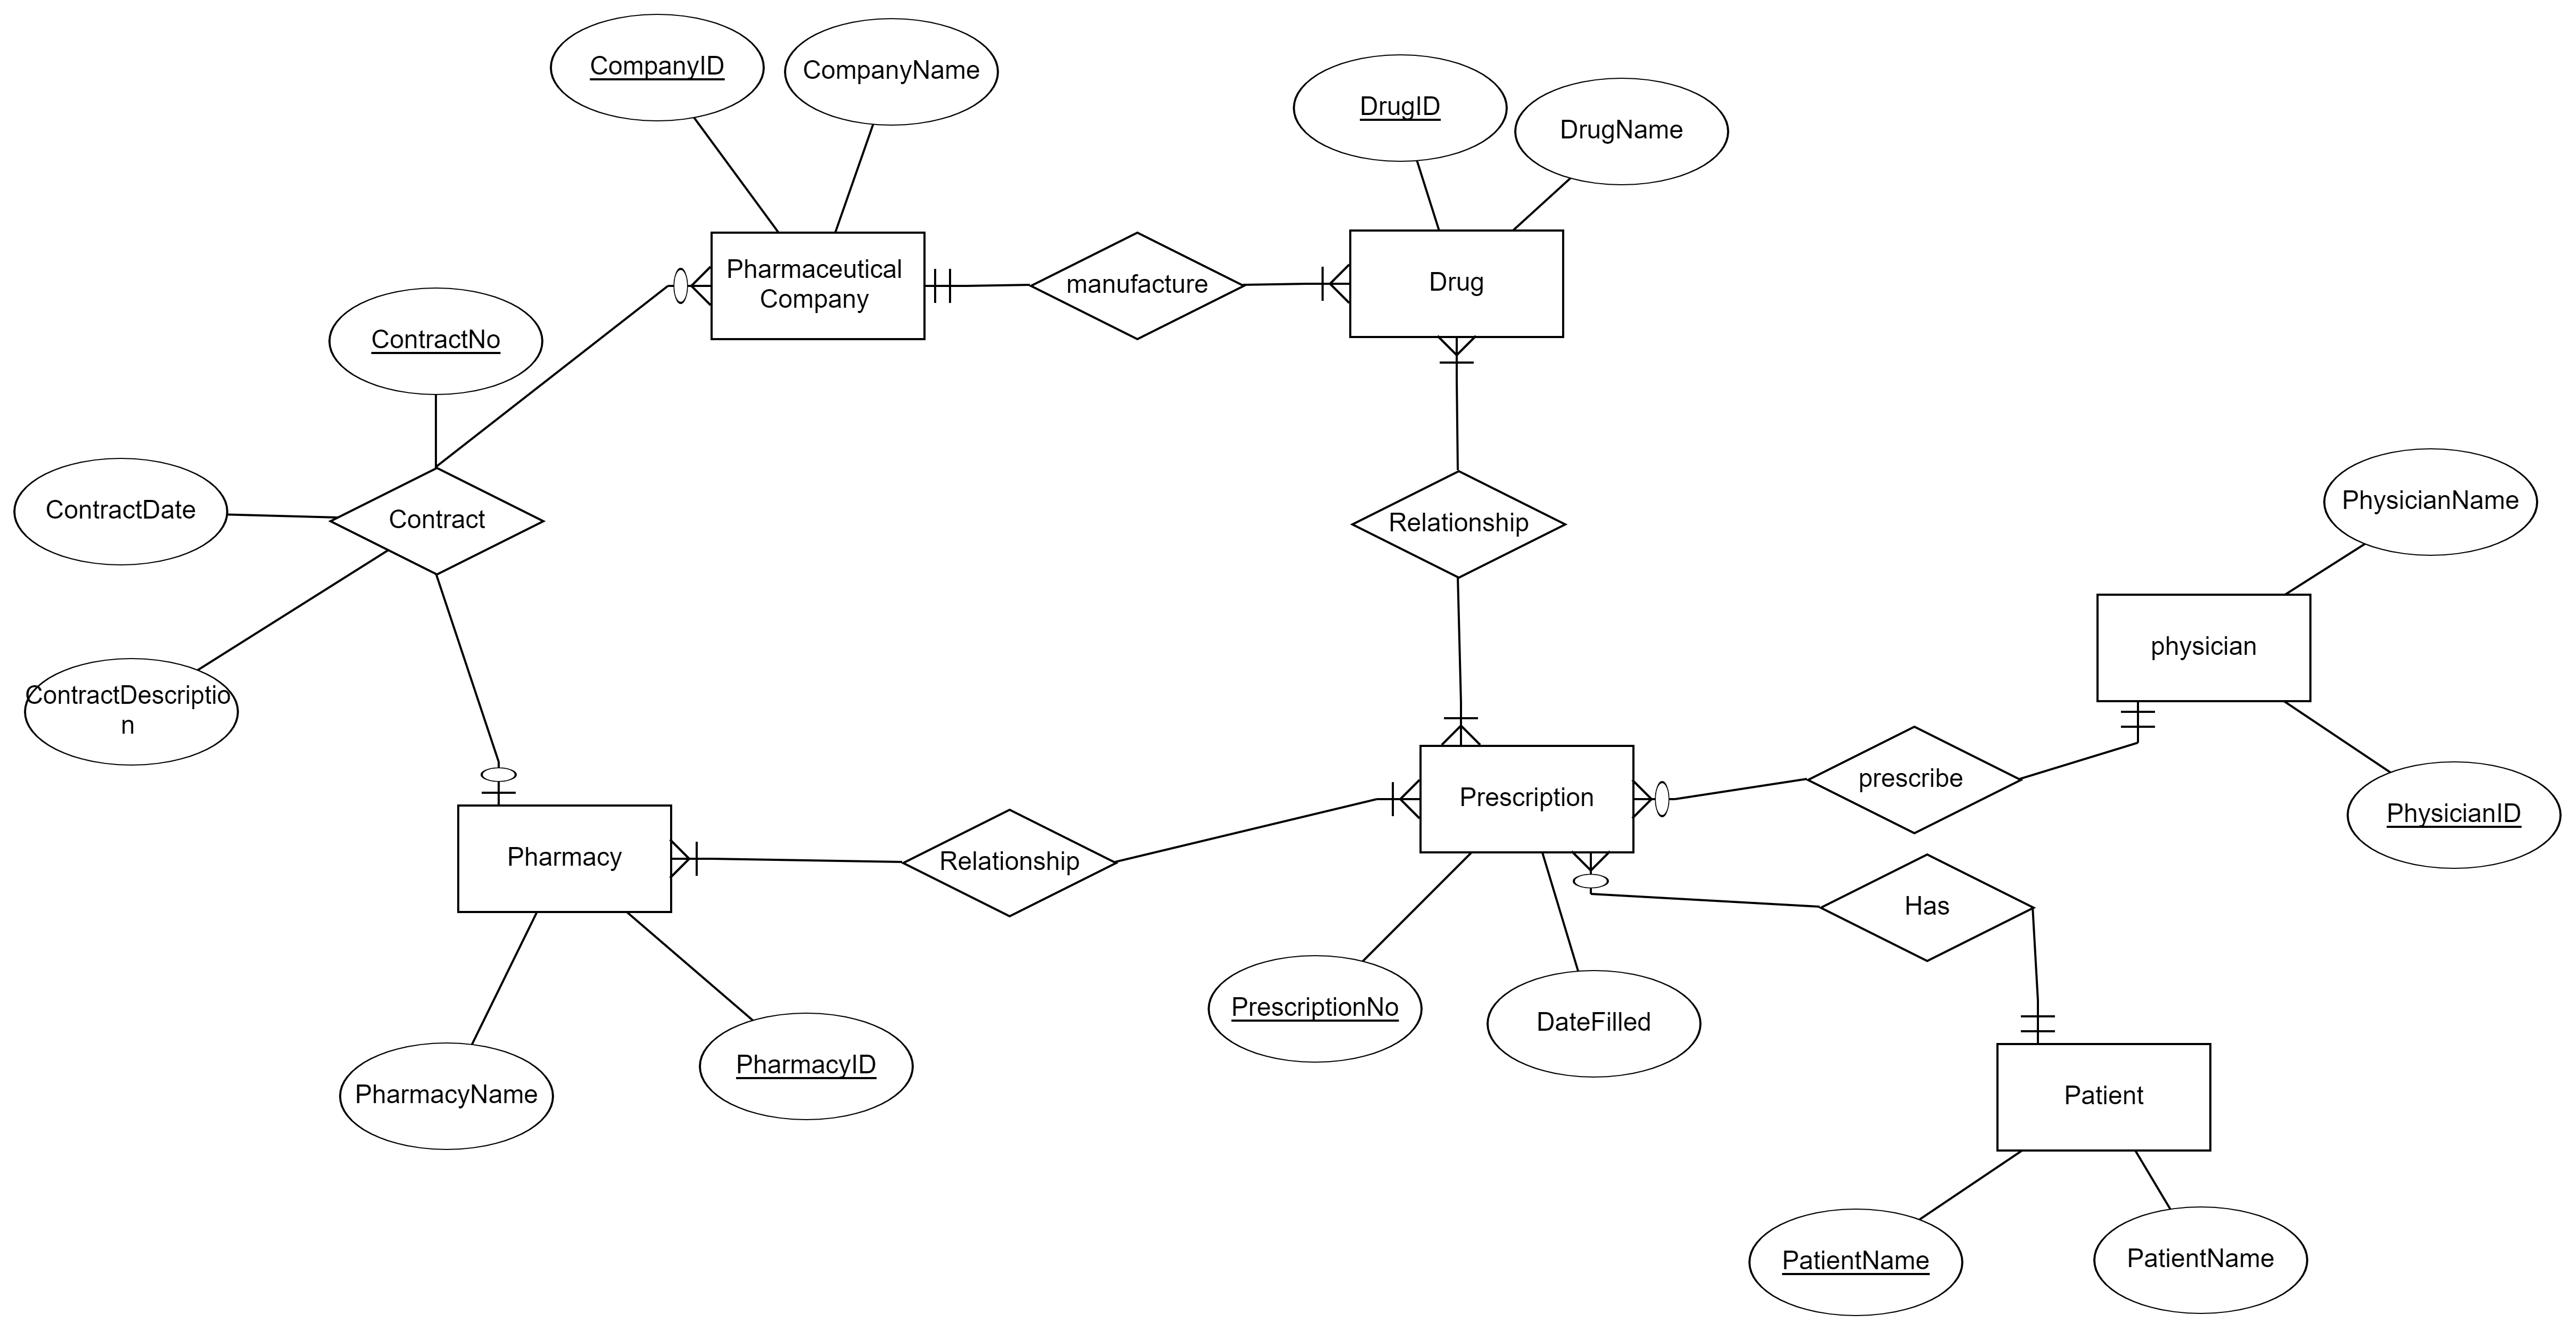 CompanyID
CompanyName
DrugID
DrugName
Pharmaceutical
Company
manufacture
Drug
ContractNo
ContractDate
Contract
Relationship
PhysicianName
ContractDescriptio
n
physician
Pharmacy
Relationship
Prescription
prescribe
PhysicianID
Has
PharmacyName
PharmacyID
PrescriptionNo
DateFilled
Patient
PatientName
PatientName